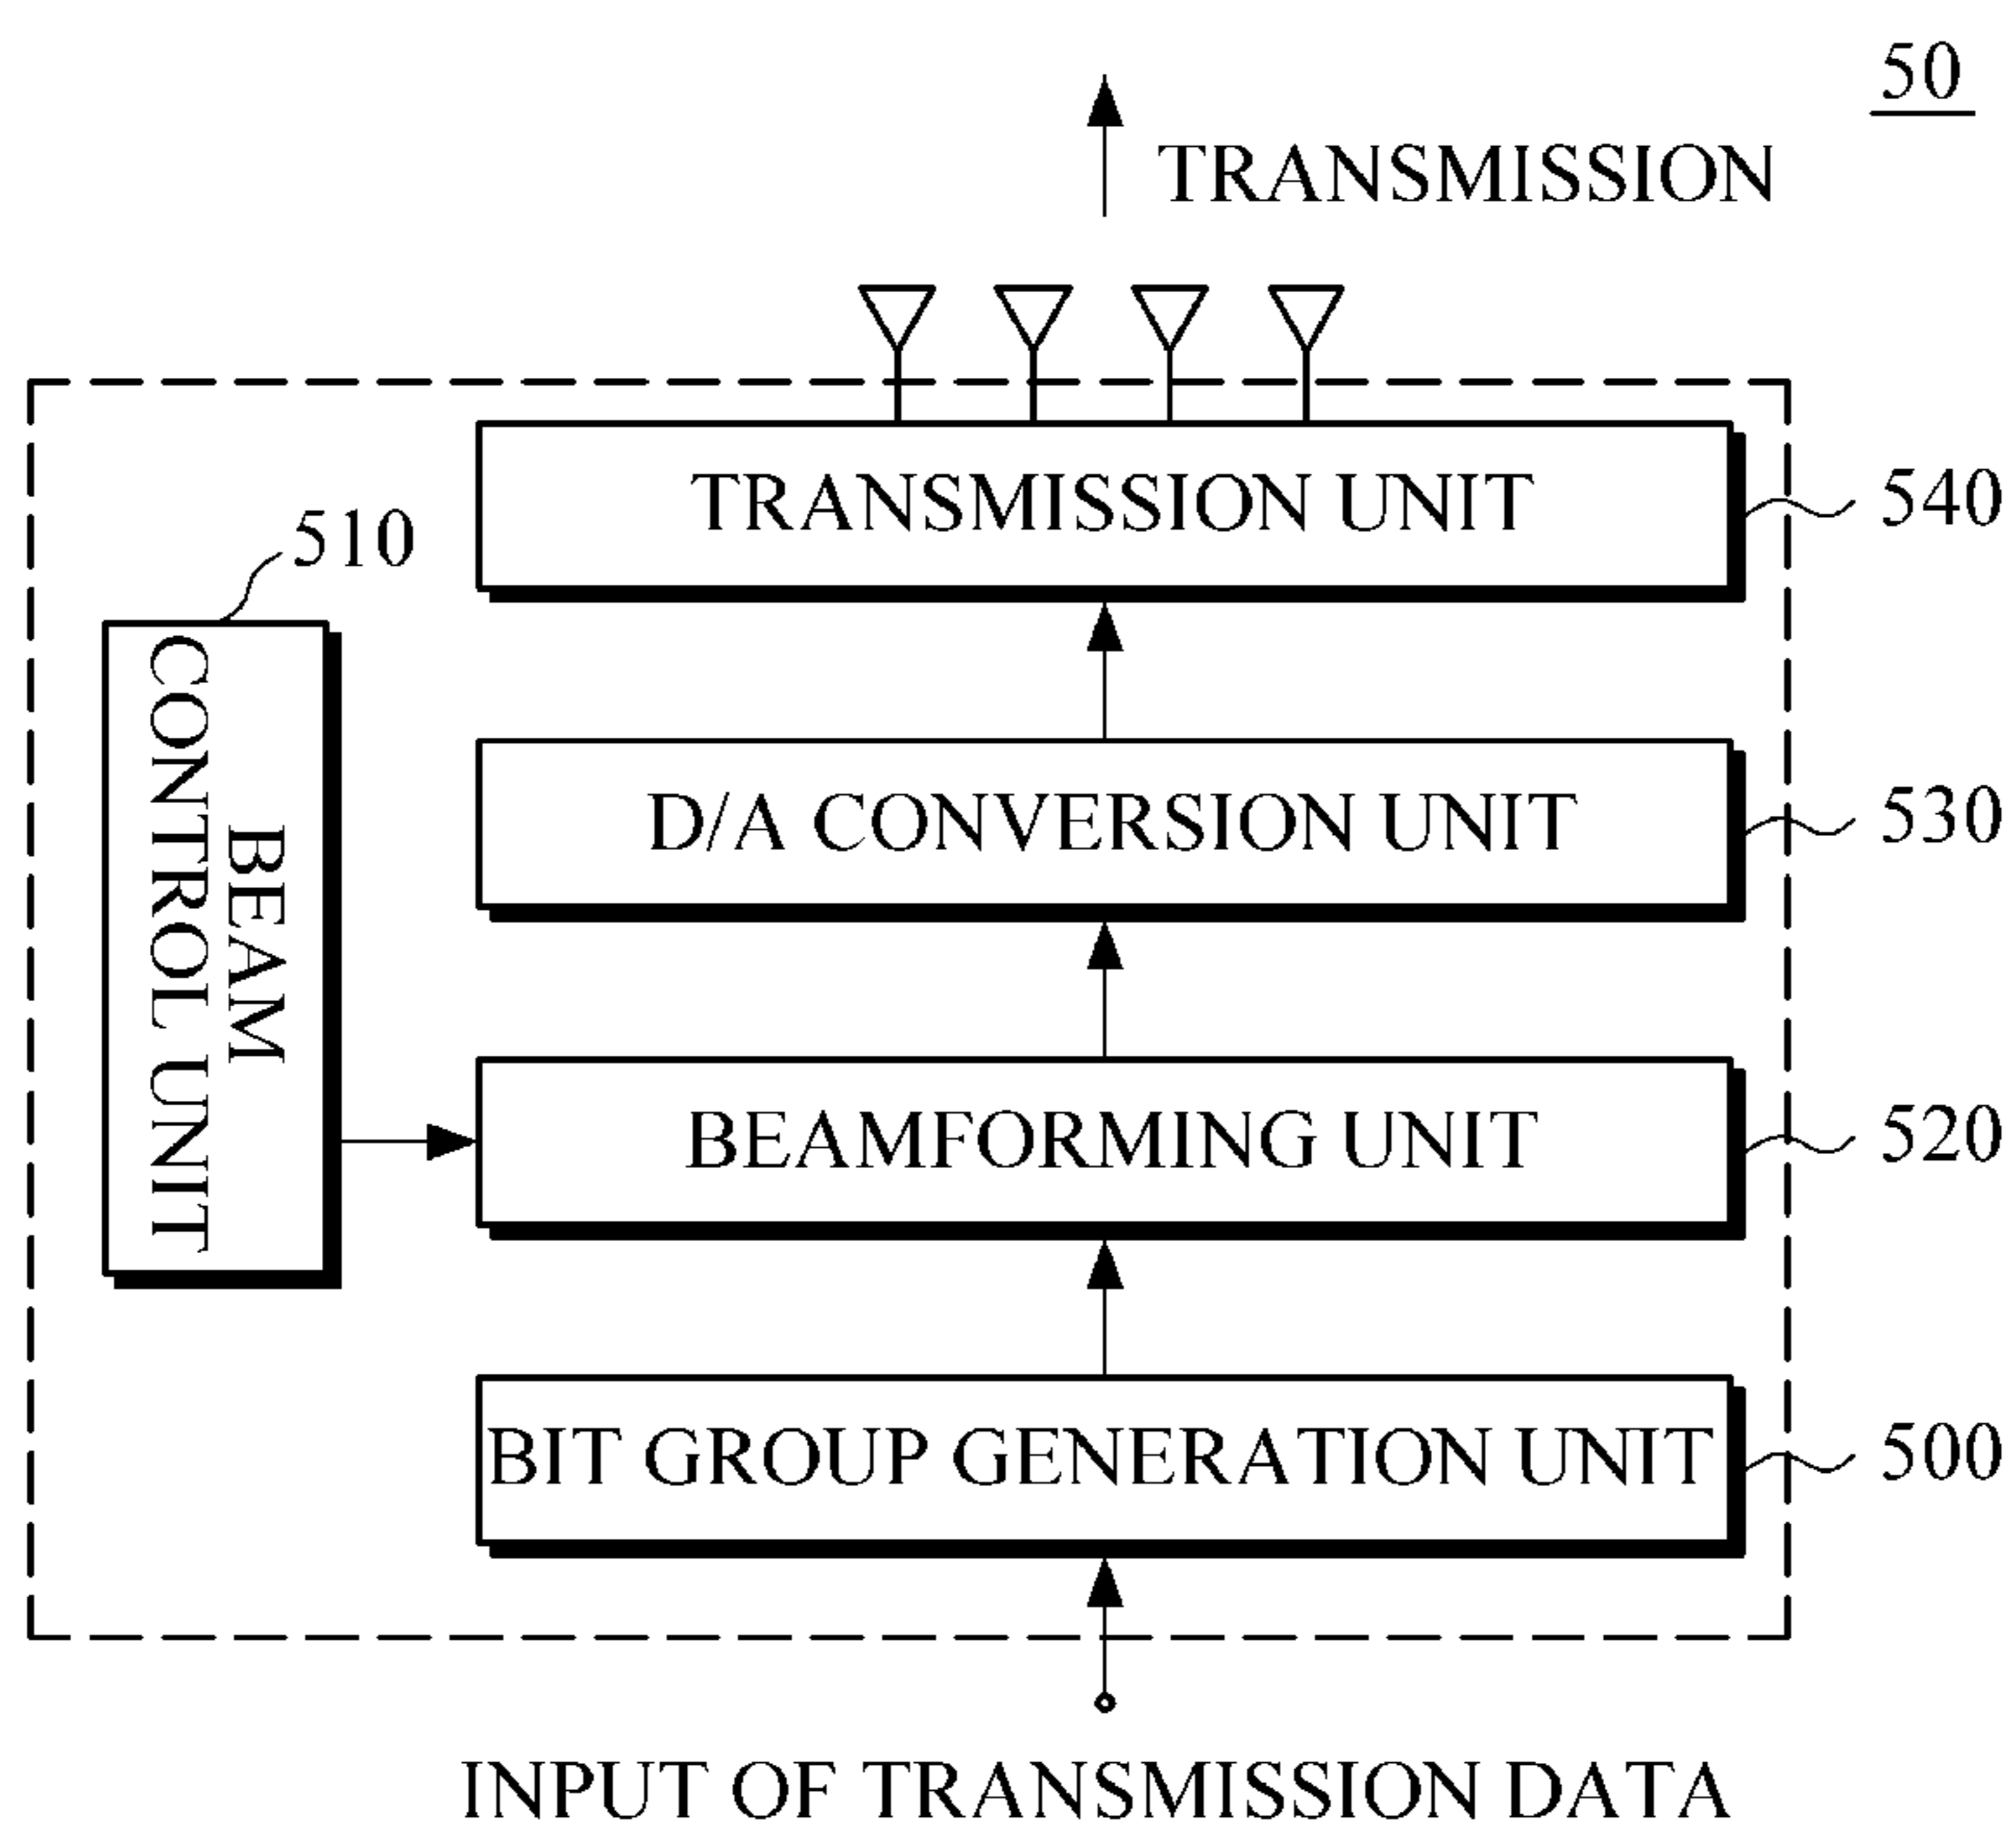 50
TRANSMISSION
TRANSMISSION UNIT
540
510
BEAM
CONTROL UNIT
D/A CONVERSION UNIT
530
BEAMFORMING UNIT
520
BIT GROUP GENERATION UNIT
500
INPUT OF TRANSMISSION DATA